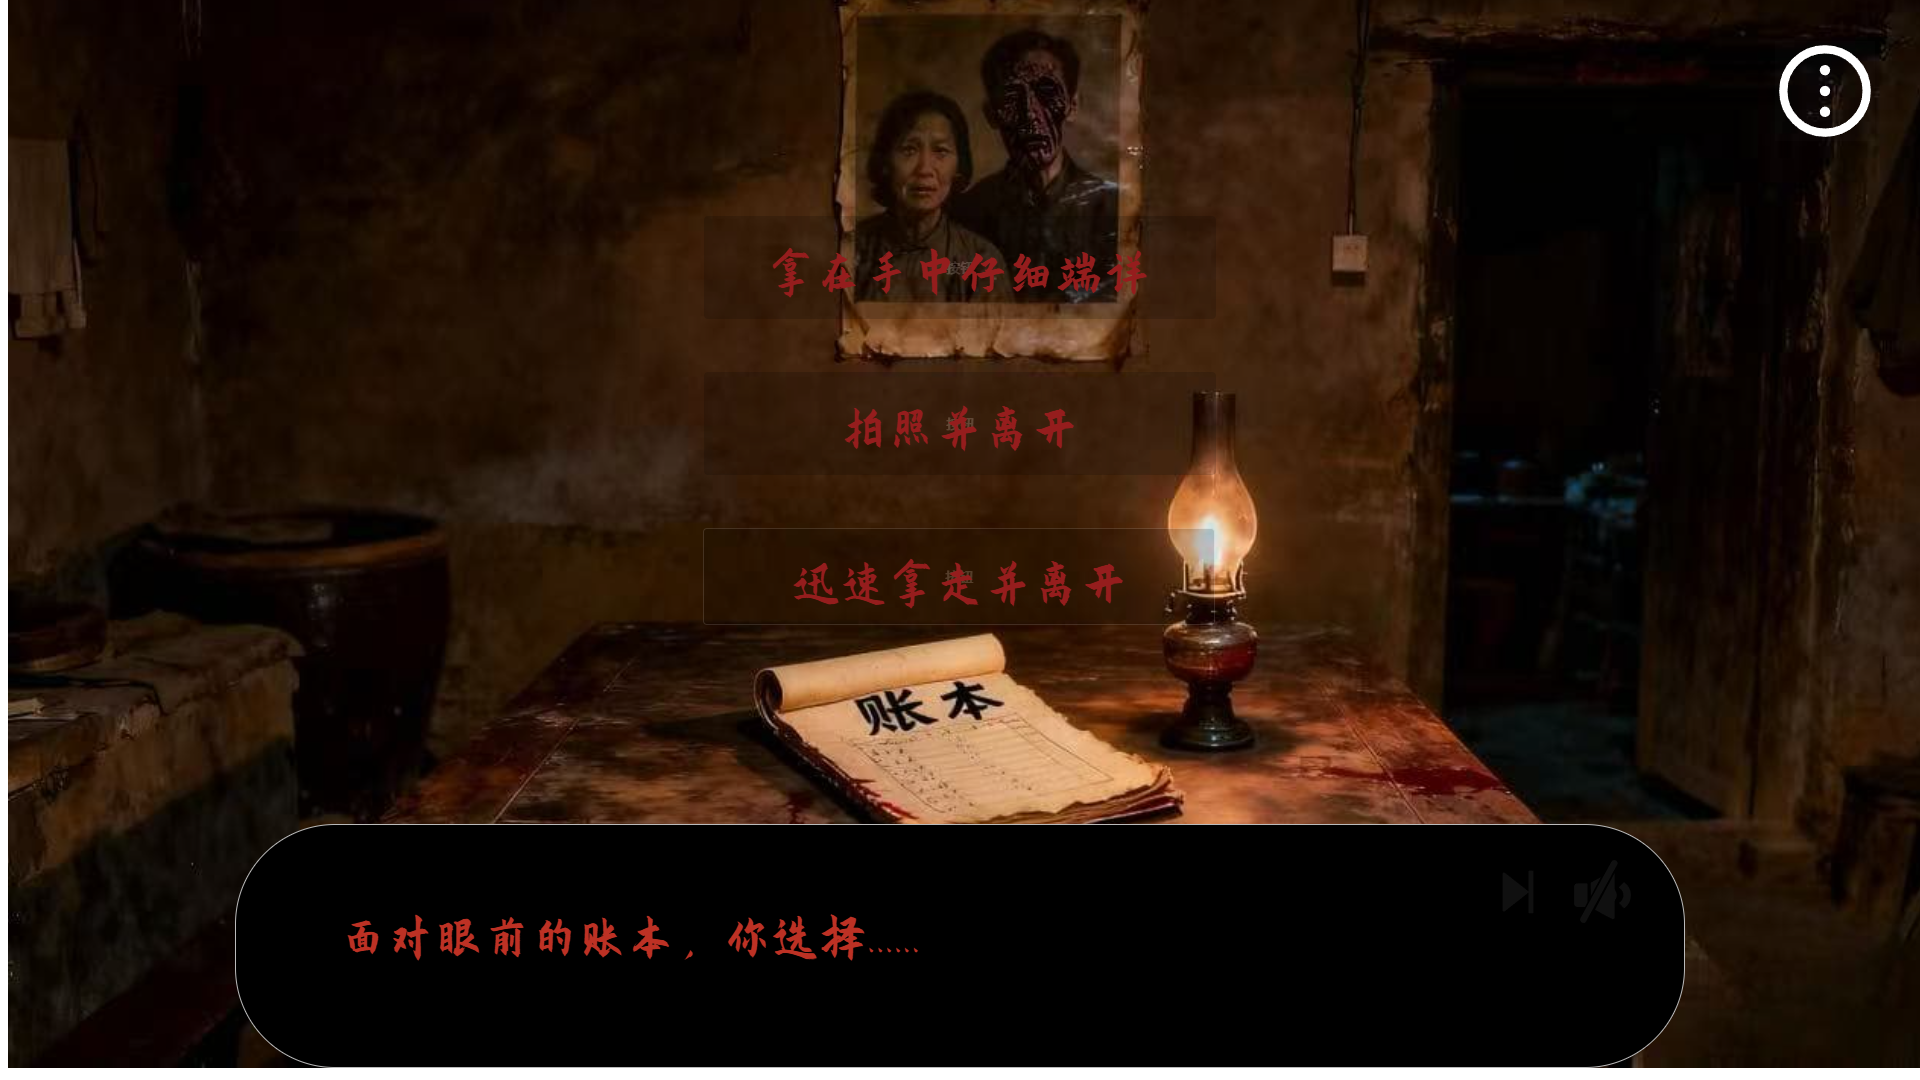 拿在手中仔细端详
拍照并离开
迅速拿走并离开
账本
面对眼前的账本，你选择......